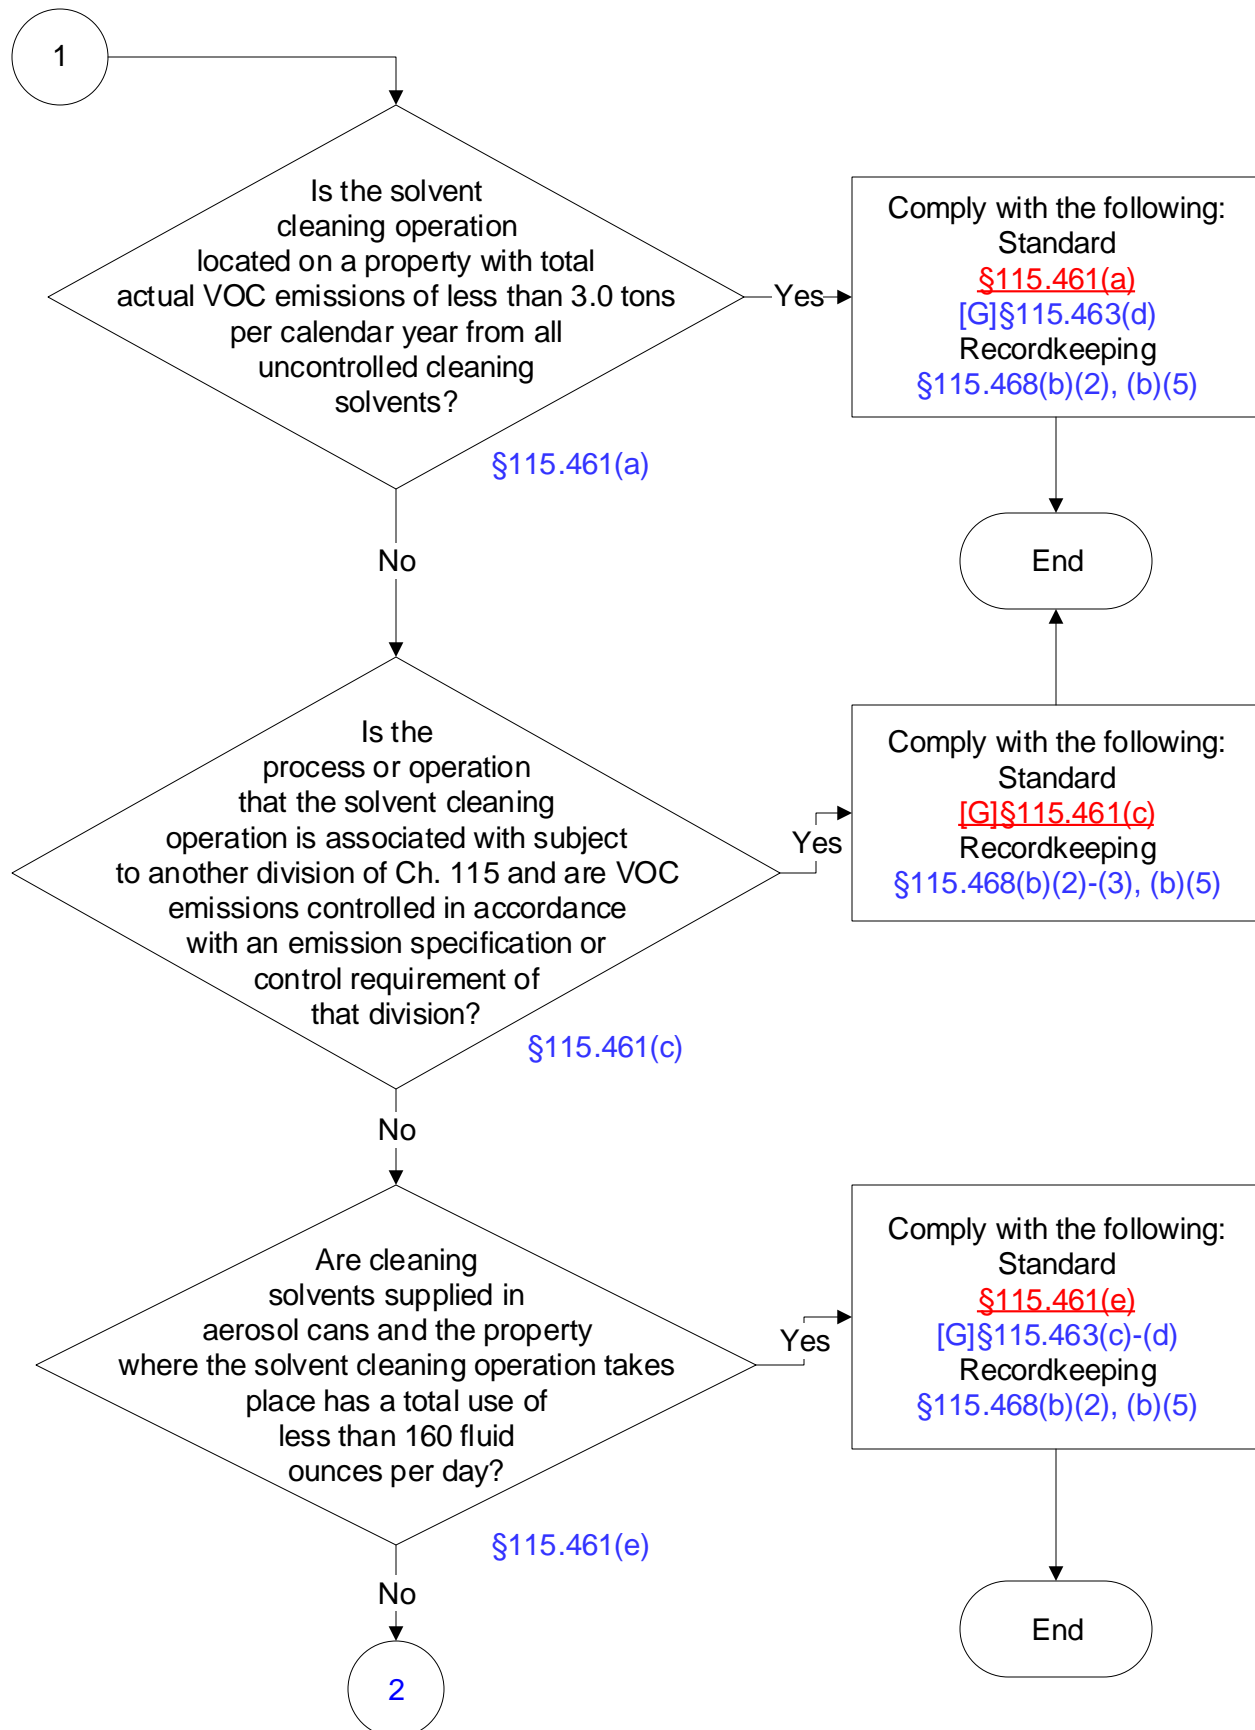 1
Is the solvent
cleaning operation
located on a property with total
actual VOC emissions of less than 3.0 tons
per calendar year from all
uncontrolled cleaning
solvents?
§115.461(a)
Yes
Comply with the following:
Standard
§115.461(a)
[G]§115.463(d)
Recordkeeping
§115.468(b)(2), (b)(5)
End
No
Is the
process or operation
that the solvent cleaning
operation is associated with subject
to another division of Ch. 115 and are VOC
emissions controlled in accordance
with an emission specification or
control requirement of
that division?
§115.461(c)
Yes
Comply with the following:
Standard
[G]§115.461(c)
Recordkeeping
§115.468(b)(2)-(3), (b)(5)
No
Are cleaning
solvents supplied in
aerosol cans and the property
where the solvent cleaning operation takes
place has a total use of
less than 160 fluid
ounces per day?
§115.461(e)
Yes
Comply with the following:
Standard
§115.461(e)
[G]§115.463(c)-(d)
Recordkeeping
§115.468(b)(2), (b)(5)
End
No
2